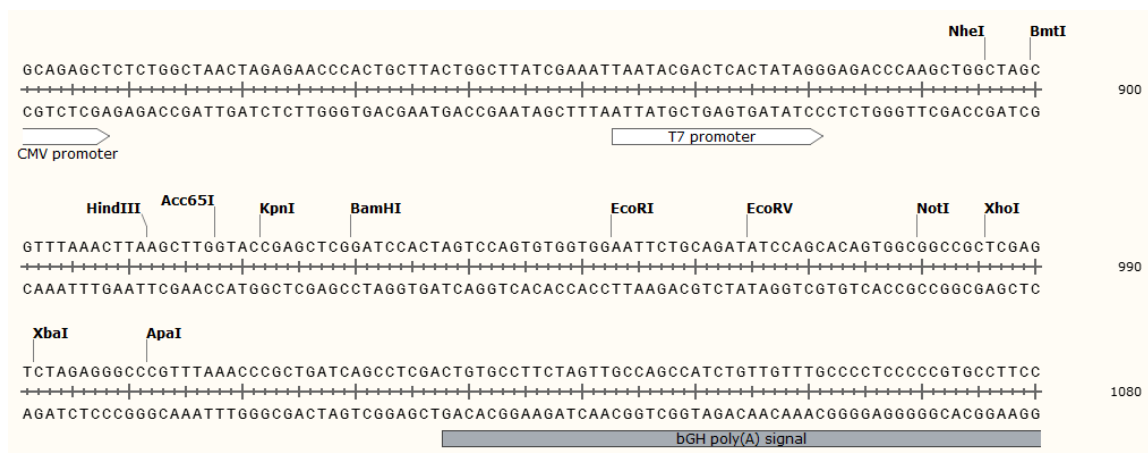 NheI BmtI
GCAGAGCTCTCTGGCTAACTAGAGAACCCACTGCTTACTGGCTTATCGAAATTAATACGACTCACTATAGGGAGACCCAAGCTGGCTAGC
900
CGTCTCGAGAGACCGATTGATCTCTTGGGTGACGAATGACCGAATAGCTTTAATTATGCTGAGTGATATCCCTCTGGGTTCGACCGATCG
CMV promoter T7 promoter
HindIII Acc65I KpnI BamHI EcoRI EcoRV NotI XhoI
GTTTAAACTTAAGCTTGGTACCGAGCTCGGATCCACTAGTCCAGTGTGGTGGAATTCTGCAGATATCCAGCACAGTGGCGGCCGCTCGAG
990
CAAATTTGAATTCGAACCATGGCTCGAGCCTAGGTGATCAGGTCACACCACCTTAAGACGTCTATAGGTCGTGTCACCGCCGGCGAGCTC
XbaI ApaI
TCTAGAGGGCCCGTTTAAACCCGCTGATCAGCCTCGACTGTGCCTTCTAGTTGCCAGCCATCTGTTGTTTGCCCCTCCCCCGTGCCTTCC
1080
AGATCTCCCGGGCAAATTTGGGCGACTAGTCGGAGCTGACACGGAAGATCAACGGTCGGTAGACAACAAACGGGGAGGGGGCACGGAAGG
bGH poly(A) signal